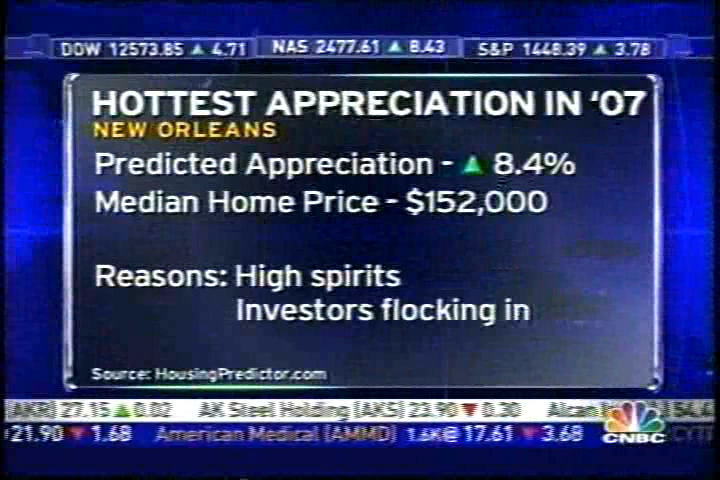 DOW 12573.85 ▲ 4.71 NAS 2477.61 ▲ 8.43 S&P 1448.39 ▲ 3.78
HOTTEST APPRECIATION IN ‘07
NEW ORLEANS
Predicted Appreciation - ▲ 8.4%
Median Home Price - $152,000
Reasons: High spirits
Investors flocking in
Source: HousingPredictor.com
(AKR) 27.15 ▲ 0.02 AK Steel Holding (AKS) 23.90 ▼ 0.30 Alcan
21.90 ▼ 1.68 American Medical (AMMD) 1.6K@ 17.61 ▼ 3.68
CNBC